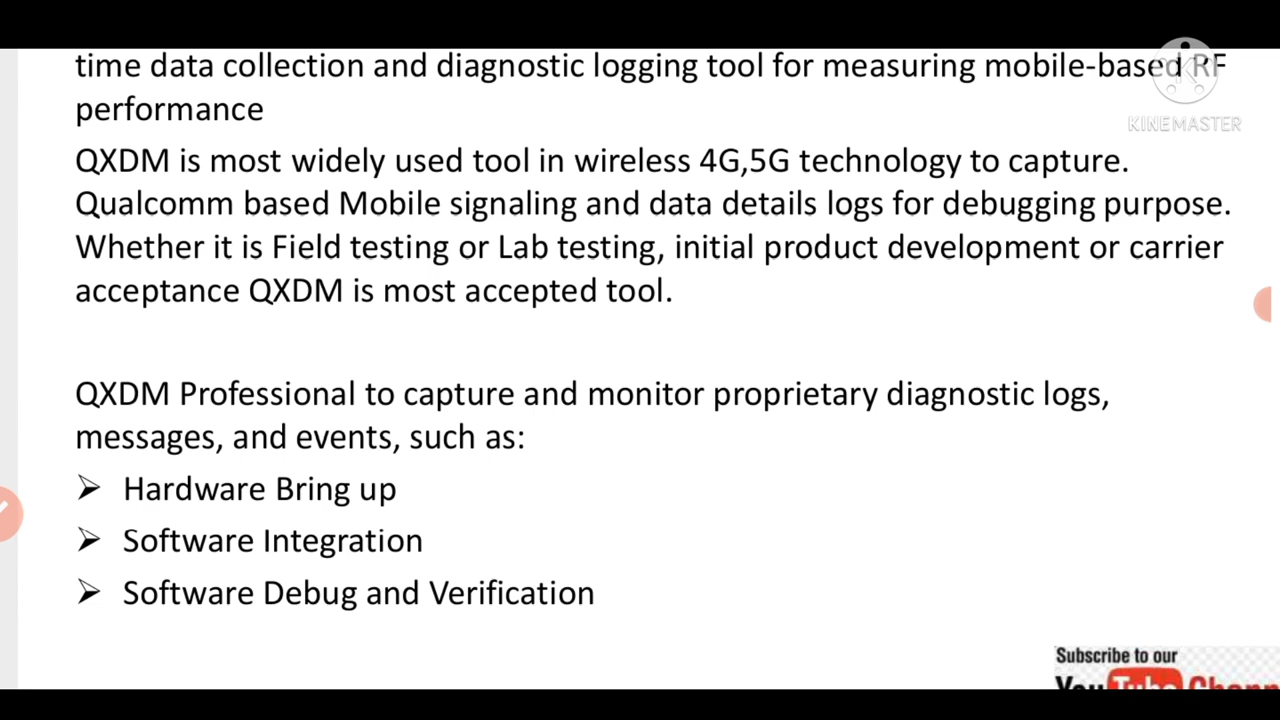 time data collection and diagnostic logging tool for measuring mobile-based RF
performance
KINEMASTER
QXDM is most widely used tool in wireless 4G,5G technology to capture.
Qualcomm based Mobile signaling and data details logs for debugging purpose.
Whether it is Field testing or Lab testing, initial product development or carrier
acceptance QXDM is most accepted tool.
QXDM Professional to capture and monitor proprietary diagnostic logs,
messages, and events, such as:
➢ Hardware Bring up
➢ Software Integration
➢ Software Debug and Verification
Subscribe to our
YouTube